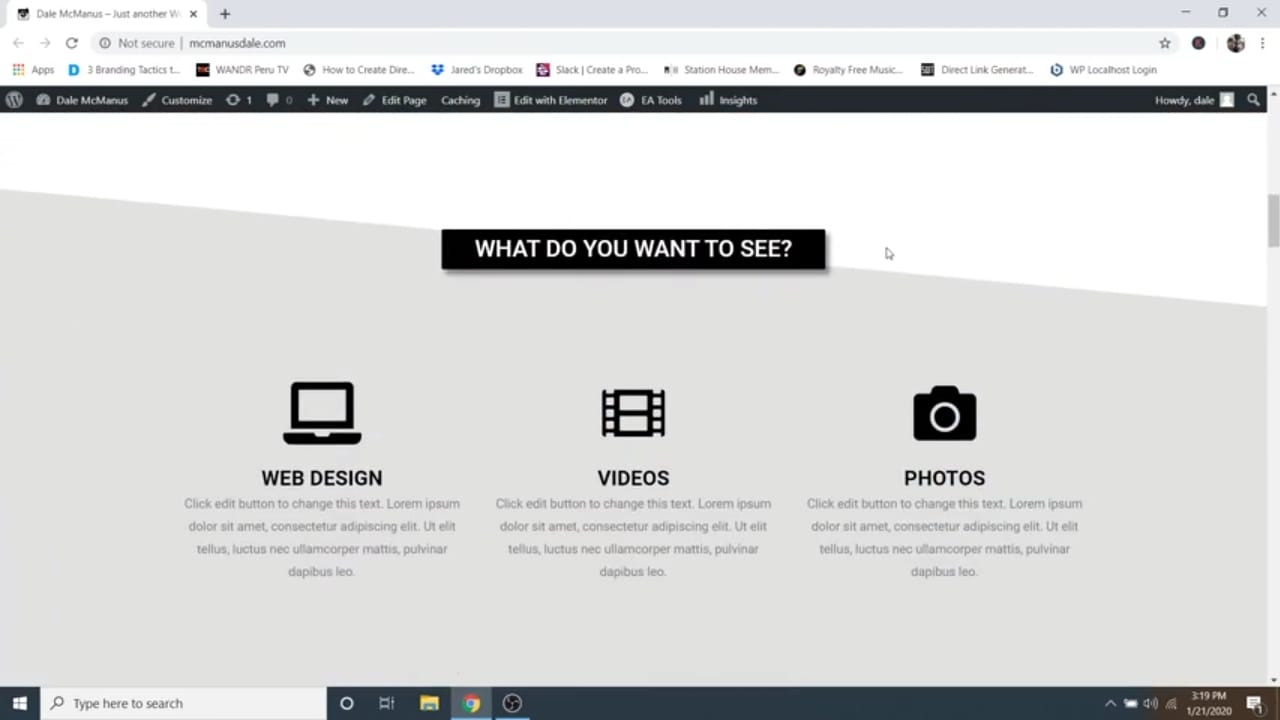 Dale McManus – Just another W
Not secure | mcmanusdale.com
Apps
3 Branding Tactics t...
WANDR Peru TV
How to Create Dire...
Jared's Dropbox
Slack | Create a Pro...
Station House Mem...
Royalty Free Music...
Direct Link Generat...
WP Localhost Login
Dale McManus
Customize
1
0
New
Edit Page
Caching
Edit with Elementor
EA Tools
Insights
Howdy, dale
WHAT DO YOU WANT TO SEE?
WEB DESIGN
Click edit button to change this text. Lorem ipsum
dolor sit amet, consectetur adipiscing elit. Ut elit
tellus, luctus nec ullamcorper mattis, pulvinar
dapibus leo.
VIDEOS
Click edit button to change this text. Lorem ipsum
dolor sit amet, consectetur adipiscing elit. Ut elit
tellus, luctus nec ullamcorper mattis, pulvinar
dapibus leo.
PHOTOS
Click edit button to change this text. Lorem ipsum
dolor sit amet, consectetur adipiscing elit. Ut elit
tellus, luctus nec ullamcorper mattis, pulvinar
dapibus leo.
Type here to search
3:19 PM
1/21/2020
1